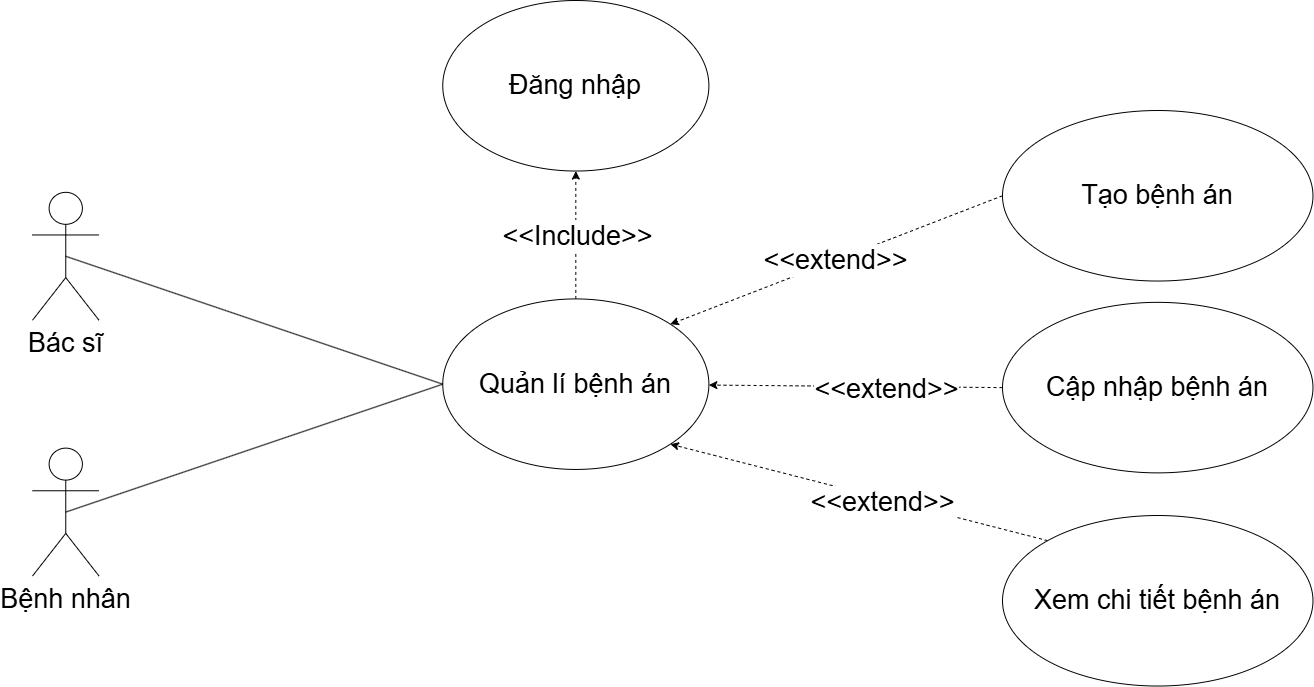 Đăng nhập
<<Include>>
Tạo bệnh án
<<extend>>
Bác sĩ
Quản lí bệnh án
<<extend>>
Cập nhập bệnh án
<<extend>>
Bệnh nhân
Xem chi tiết bệnh án